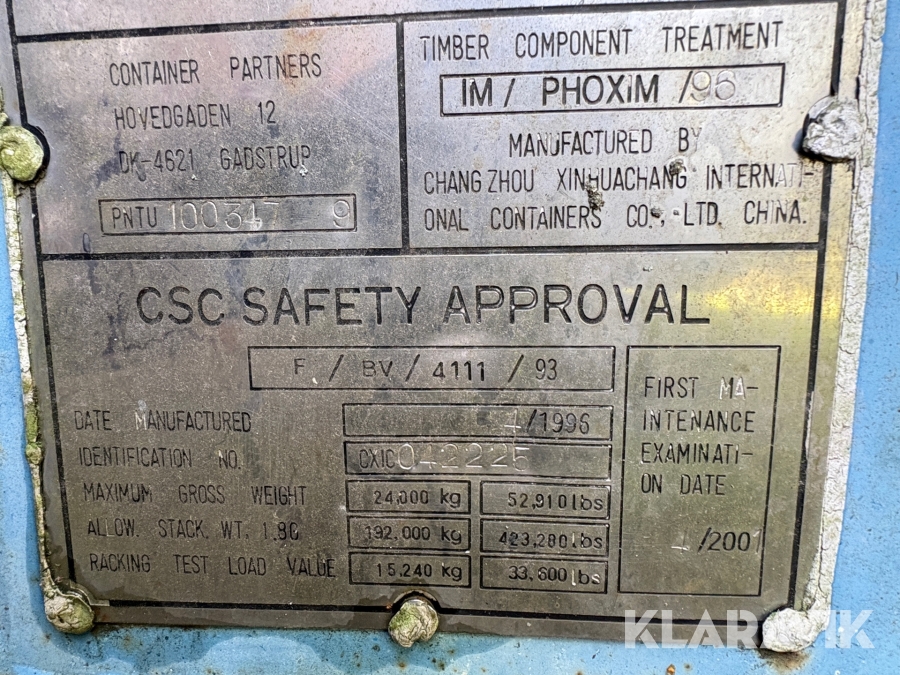 CONTAINER PARTNERS
HOVEDGADEN 12
DK-4621 GADSTRUP
PNTU 100347 9
TIMBER COMPONENT TREATMENT
IM / PHOXIM /96
MANUFACTURED BY
CHANG ZHOU XINHUACHANG INTERNATI-
ONAL CONTAINERS CO., LTD. CHINA.
CSC SAFETY APPROVAL
F / BV / 4111 / 93
DATE MANUFACTURED 4/1996
IDENTIFICATION NO. CXIC 042225
MAXIMUM GROSS WEIGHT 24,000 kg 52,910 lbs
ALLOW. STACK. WT. 1.8G 192,000 kg 423,280 lbs
RACKING TEST LOAD VALUE 15,240 kg 33,600 lbs
FIRST MA-
INTENANCE
EXAMINATI-
ON DATE
4/2001
KLARAVIK